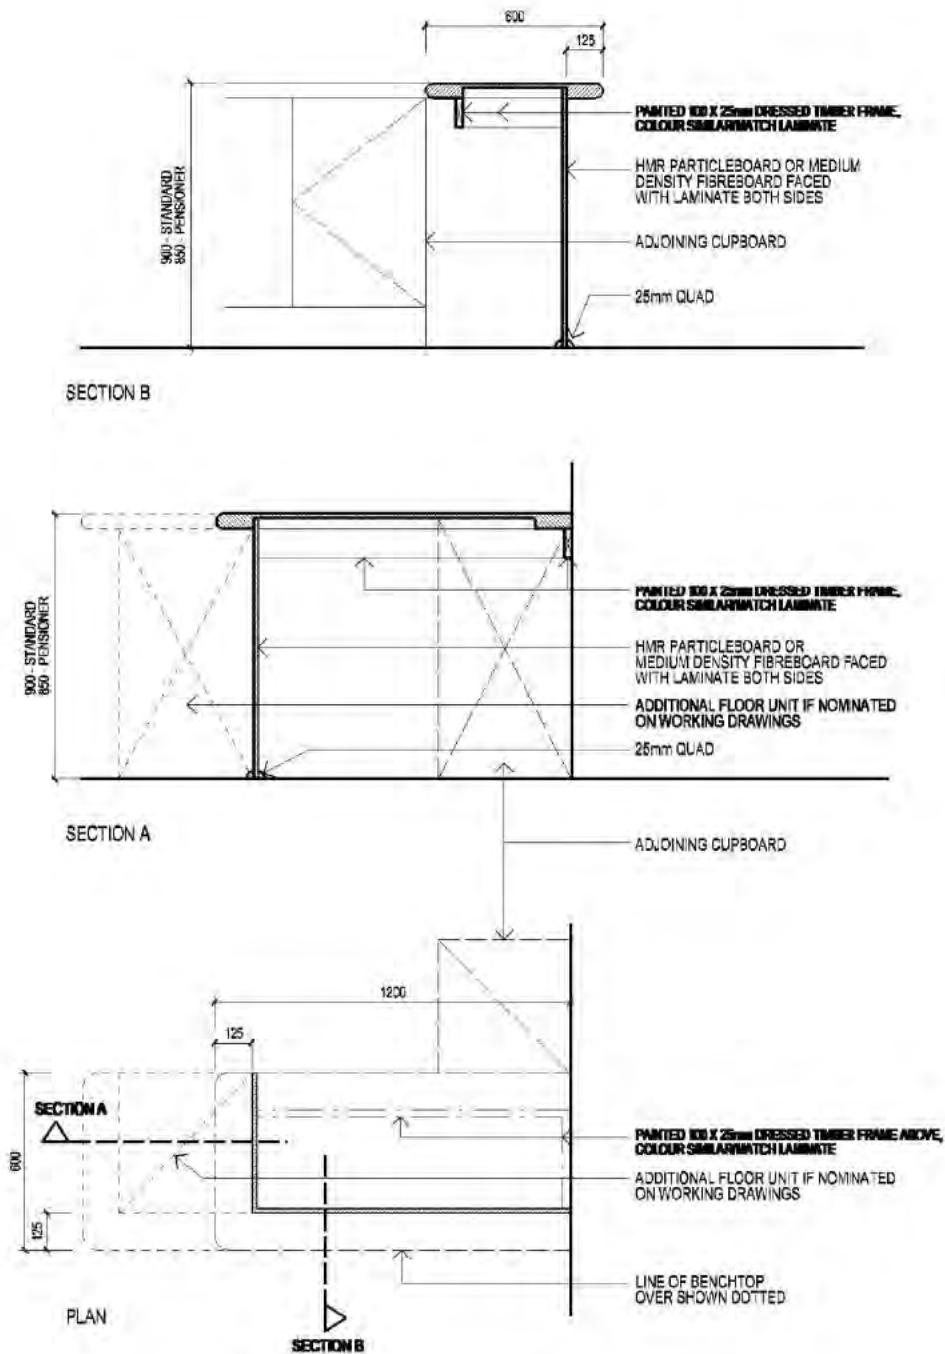 600
125
PAINTED 100 X 25mm DRESSED TIMBER FRAME,
COLOUR SIMILAR/MATCH LAMINATE
HMR PARTICLEBOARD OR MEDIUM
DENSITY FIBREBOARD FACED
WITH LAMINATE BOTH SIDES
900 - STANDARD
850 - PENSIONER
ADJOINING CUPBOARD
25mm QUAD
SECTION B
PAINTED 100 X 25mm DRESSED TIMBER FRAME,
COLOUR SIMILAR/MATCH LAMINATE
900 - STANDARD
850 - PENSIONER
HMR PARTICLEBOARD OR
MEDIUM DENSITY FIBREBOARD FACED
WITH LAMINATE BOTH SIDES
ADDITIONAL FLOOR UNIT IF NOMINATED
ON WORKING DRAWINGS
25mm QUAD
SECTION A
ADJOINING CUPBOARD
1200
125
SECTION A
600
125
PAINTED 100 X 25mm DRESSED TIMBER FRAME ABOVE,
COLOUR SIMILAR/MATCH LAMINATE
ADDITIONAL FLOOR UNIT IF NOMINATED
ON WORKING DRAWINGS
LINE OF BENCHTOP
OVER SHOWN DOTTED
PLAN
SECTION B